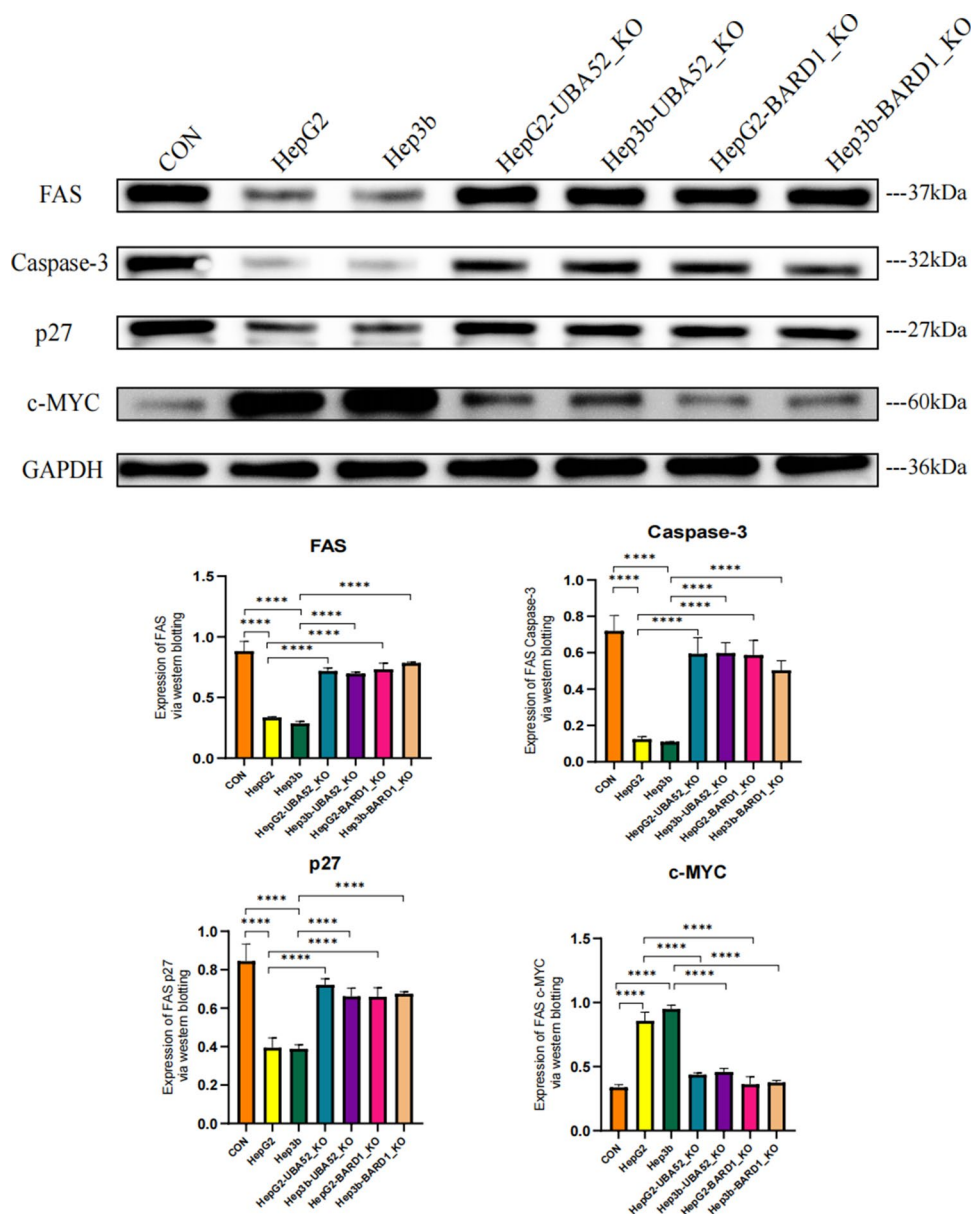 CON
HepG2
Hep3b
HepG2-UBA52_KO
Hep3b-UBA52_KO
HepG2-BARD1_KO
Hep3b-BARD1_KO
FAS
---37kDa
Caspase-3
---32kDa
p27
---27kDa
c-MYC
---60kDa
GAPDH
---36kDa
FAS
Expression of FAS
via western blotting
1.5
1.0
0.5
0.0
****
****
****
****
****
****
CON
HepG2
Hep3b
HepG2-UBA52_KO
Hep3b-UBA52_KO
HepG2-BARD1_KO
Hep3b-BARD1_KO
Caspase-3
Expression of FAS Caspase-3
via western blotting
1.0
0.8
0.6
0.4
0.2
0.0
****
****
****
****
****
****
CON
HepG2
Hep3b
HepG2-UBA52_KO
Hep3b-UBA52_KO
HepG2-BARD1_KO
Hep3b-BARD1_KO
p27
Expression of FAS p27
via western blotting
1.0
0.8
0.6
0.4
0.2
0.0
****
****
****
****
****
****
CON
HepG2
Hep3b
HepG2-UBA52_KO
Hep3b-UBA52_KO
HepG2-BARD1_KO
Hep3b-BARD1_KO
c-MYC
Expression of FAS c-MYC
via western blotting
1.5
1.0
0.5
0.0
****
****
****
****
****
****
CON
HepG2
Hep3b
HepG2-UBA52_KO
Hep3b-UBA52_KO
HepG2-BARD1_KO
Hep3b-BARD1_KO